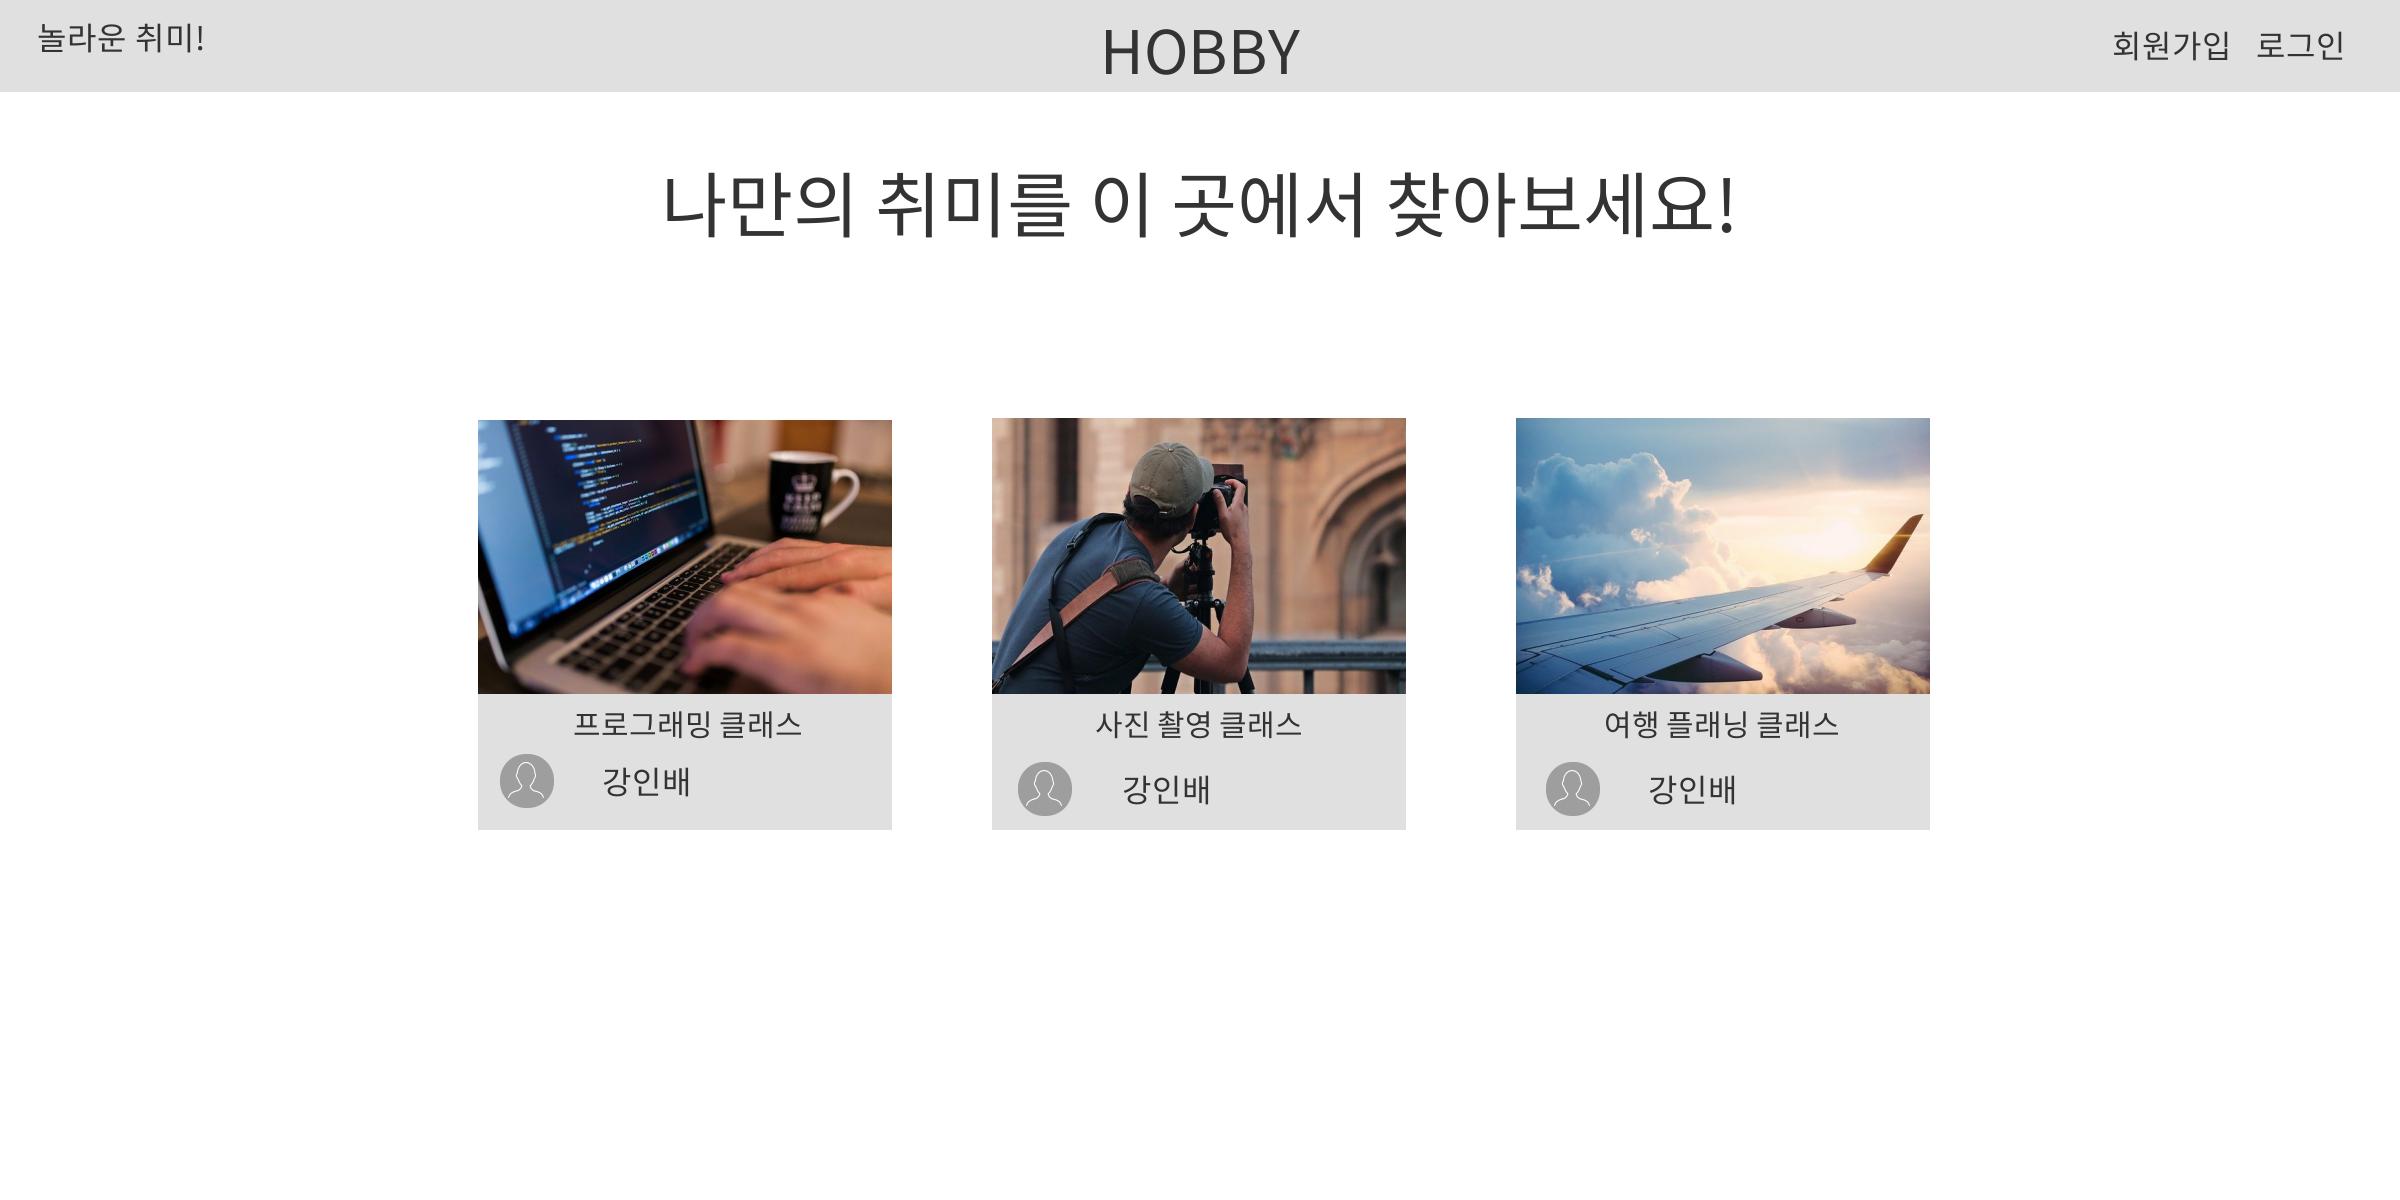 놀라운 취미!
HOBBY
회원가입 로그인
나만의 취미를 이 곳에서 찾아보세요!
KEEP
CALM
프로그래밍 클래스
강인배
사진 촬영 클래스
강인배
여행 플래닝 클래스
강인배